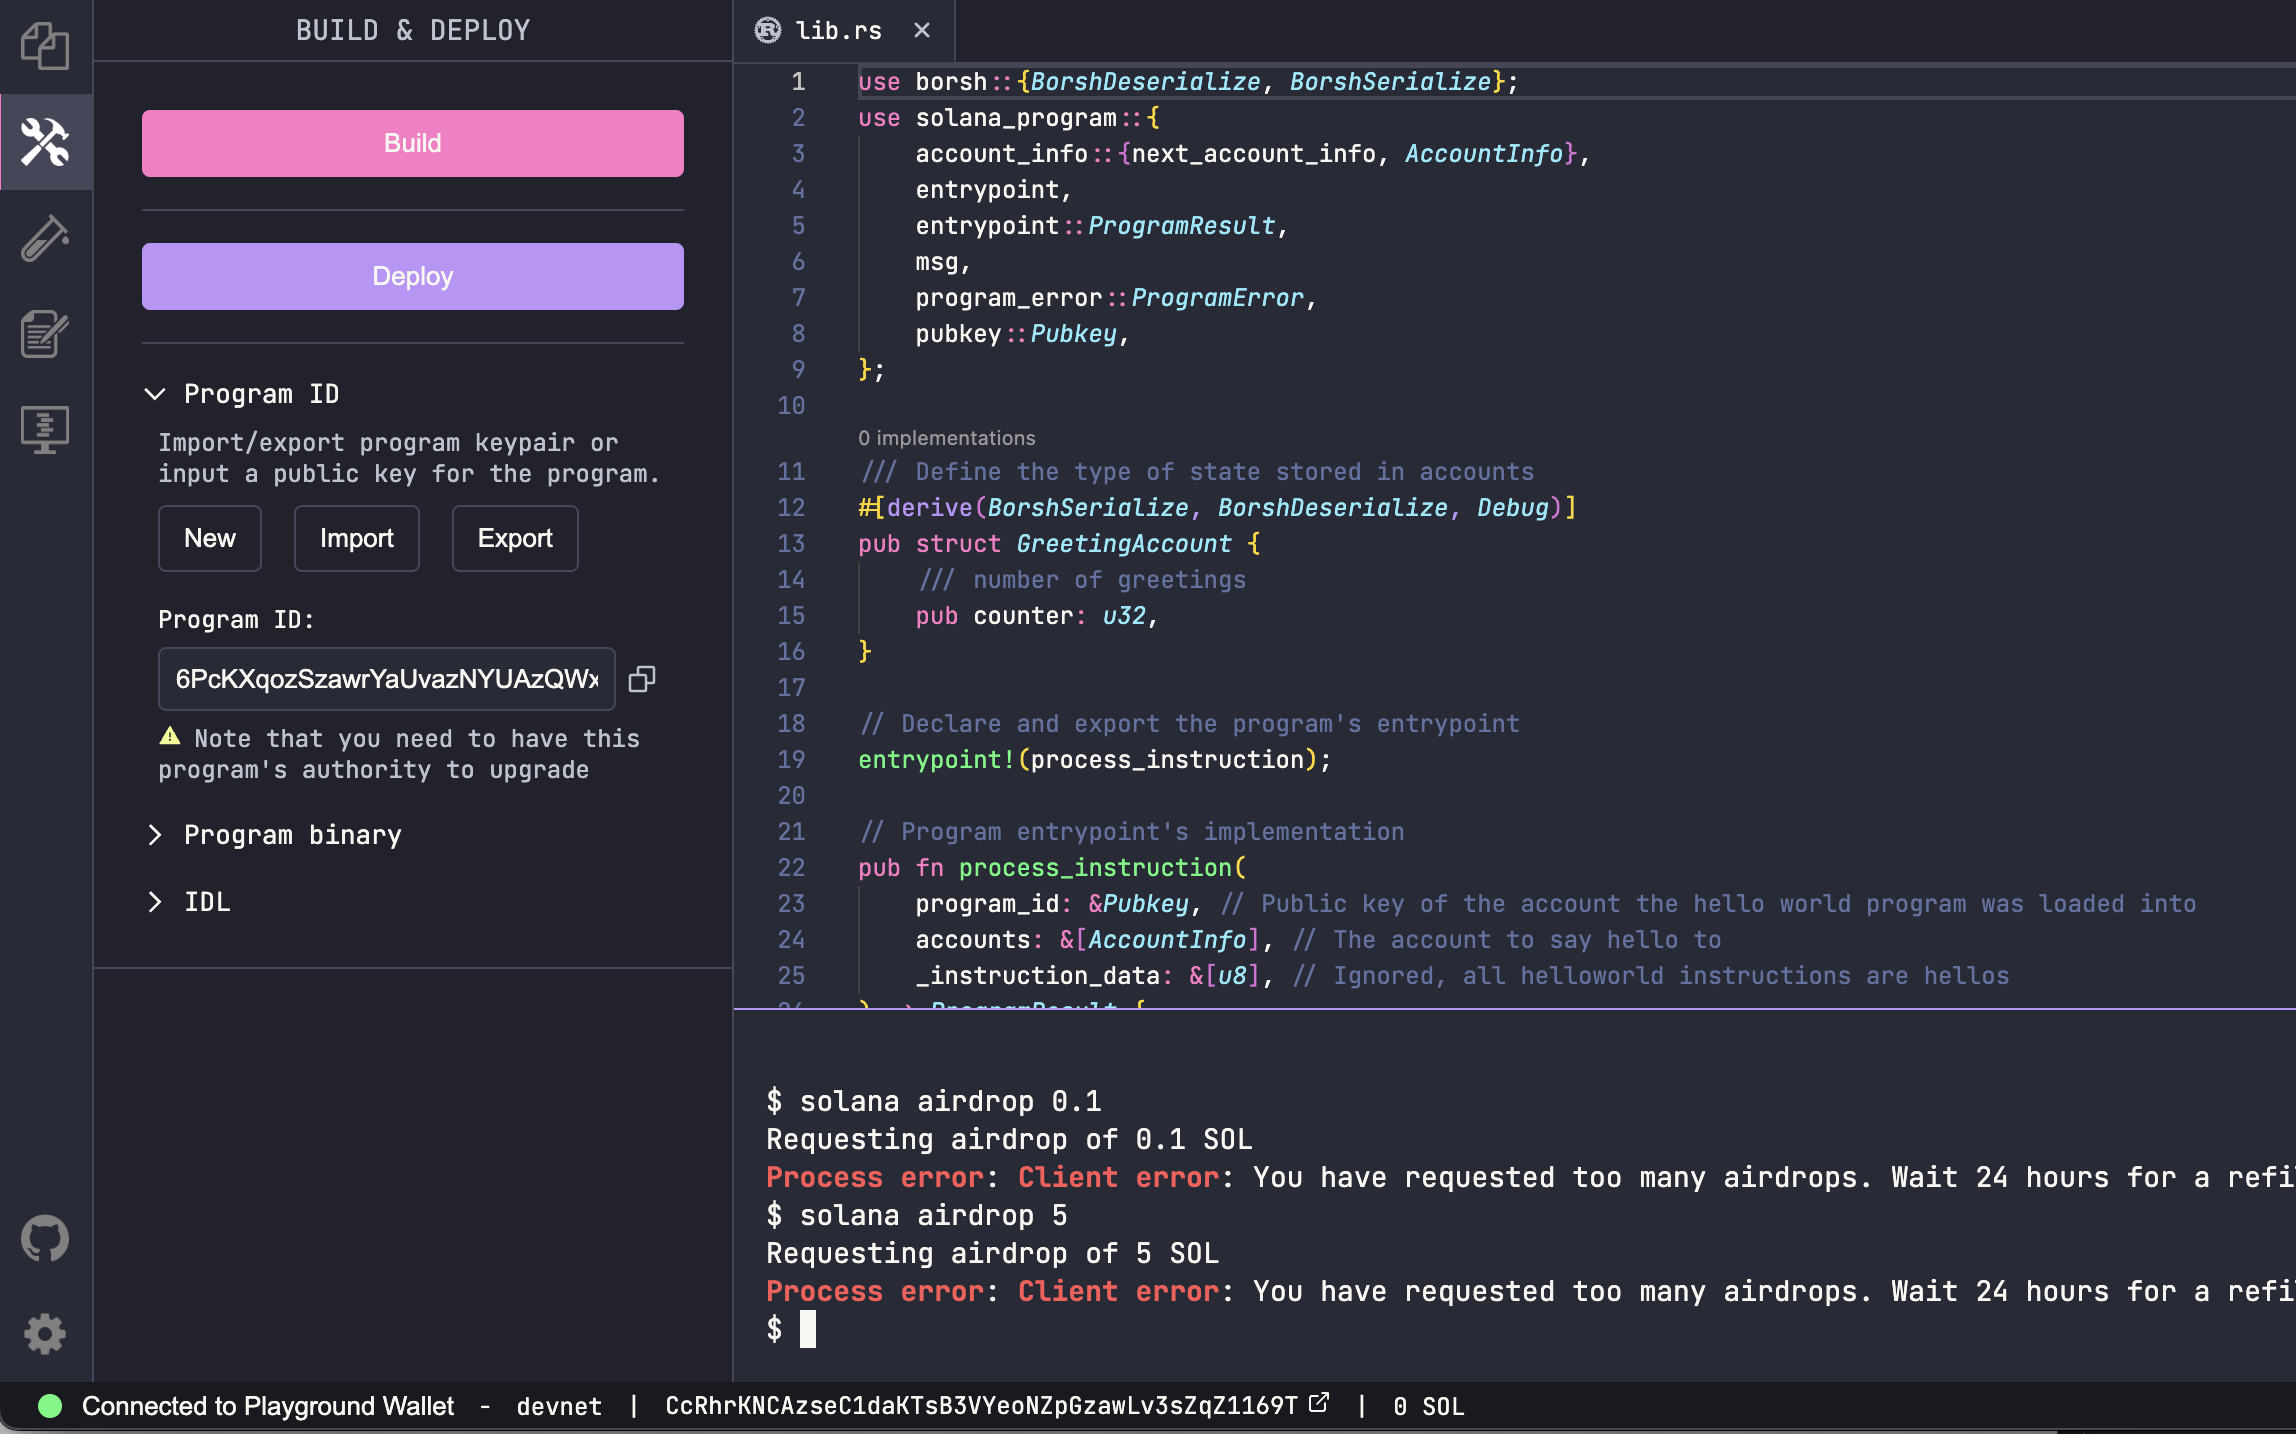 BUILD & DEPLOY
Build
Deploy
Program ID
Import/export program keypair or
input a public key for the program.
New Import Export
Program ID:
6PcKXqozSzawrYaUvazNYUAzQWx
Note that you need to have this
program's authority to upgrade
Program binary
IDL
lib.rs
1 use borsh::{BorshDeserialize, BorshSerialize};
2 use solana_program::{
3 account_info::{next_account_info, AccountInfo},
4 entrypoint,
5 entrypoint::ProgramResult,
6 msg,
7 program_error::ProgramError,
8 pubkey::Pubkey,
9 };
10
0 implementations
11 /// Define the type of state stored in accounts
12 #[derive(BorshSerialize, BorshDeserialize, Debug)]
13 pub struct GreetingAccount {
14 /// number of greetings
15 pub counter: u32,
16 }
17
18 // Declare and export the program's entrypoint
19 entrypoint!(process_instruction);
20
21 // Program entrypoint's implementation
22 pub fn process_instruction(
23 program_id: &Pubkey, // Public key of the account the hello world program was loaded into
24 accounts: &[AccountInfo], // The account to say hello to
25 _instruction_data: &[u8], // Ignored, all helloworld instructions are hellos
26 ) -> ProgramResult {
$ solana airdrop 0.1
Requesting airdrop of 0.1 SOL
Process error: Client error: You have requested too many airdrops. Wait 24 hours for a refi
$ solana airdrop 5
Requesting airdrop of 5 SOL
Process error: Client error: You have requested too many airdrops. Wait 24 hours for a refi
$
Connected to Playground Wallet - devnet | CcRhrKNCAzseC1daKTsB3VYeoNZpGzawLv3sZqZ1169T | 0 SOL